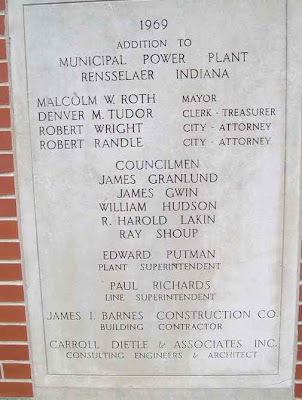 1969
ADDITION TO
MUNICIPAL POWER PLANT
RENSSELAER INDIANA
MALCOLM W. ROTH MAYOR
DENVER M. TUDOR CLERK - TREASURER
ROBERT WRIGHT CITY - ATTORNEY
ROBERT RANDLE CITY - ATTORNEY
COUNCILMEN
JAMES GRANLUND
JAMES GWIN
WILLIAM HUDSON
R. HAROLD LAKIN
RAY SHOUP
EDWARD PUTMAN
PLANT SUPERINTENDENT
PAUL RICHARDS
LINE SUPERINTENDENT
JAMES I. BARNES CONSTRUCTION CO.
BUILDING CONTRACTOR
CARROLL DIETLE & ASSOCIATES INC.
CONSULTING ENGINEERS & ARCHITECT